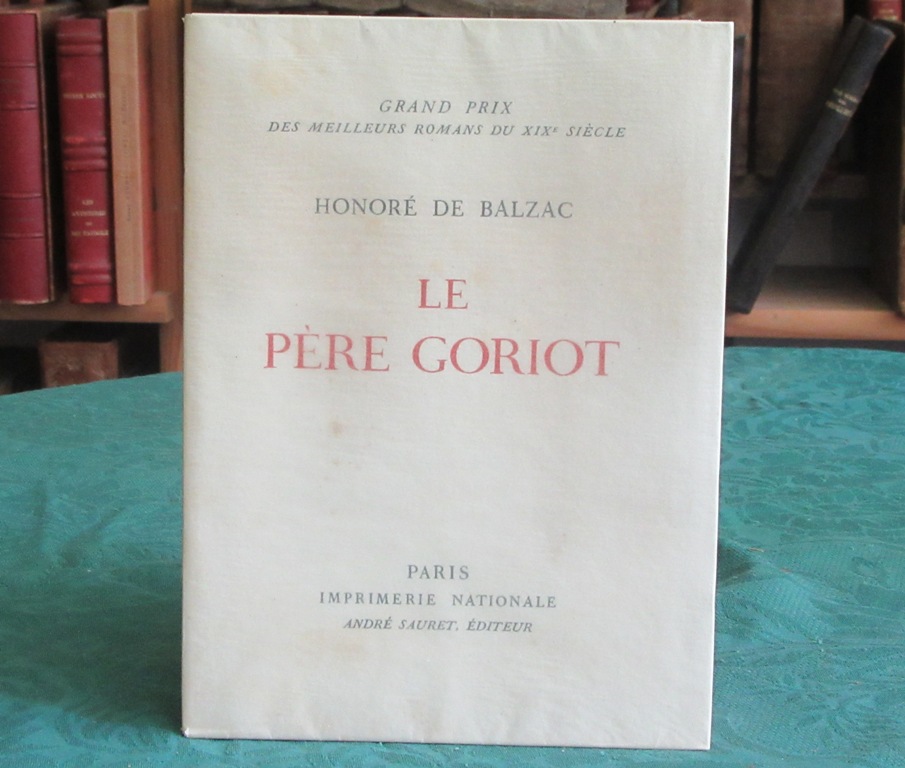 GRAND PRIX
DES MEILLEURS ROMANS DU XIXᴱ SIÈCLE
HONORÉ DE BALZAC
LE
PÈRE GORIOT
PARIS
IMPRIMERIE NATIONALE
ANDRÉ SAURET, ÉDITEUR